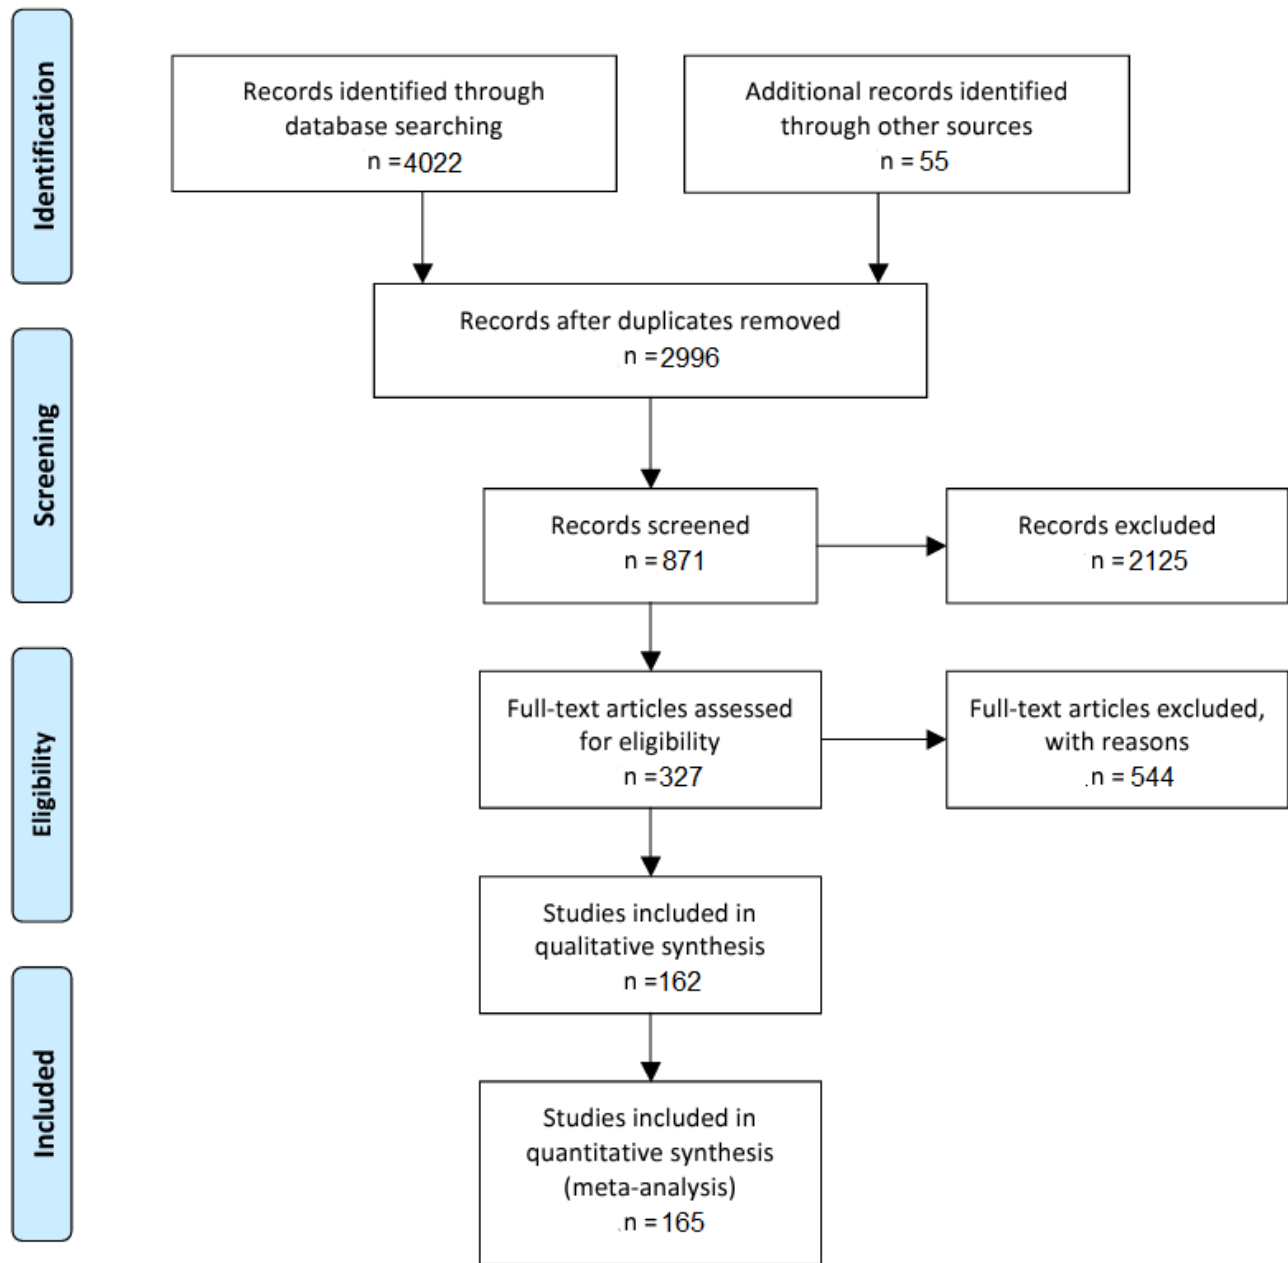 Identification
Records identified through
database searching
n =4022
Additional records identified
through other sources
n = 55
Records after duplicates removed
n =2996
Screening
Records screened
n =871
Records excluded
n =2125
Eligibility
Full-text articles assessed
for eligibility
n =327
Full-text articles excluded,
with reasons
.n = 544
Studies included in
qualitative synthesis
n =162
Included
Studies included in
quantitative synthesis
(meta-analysis)
.n =165